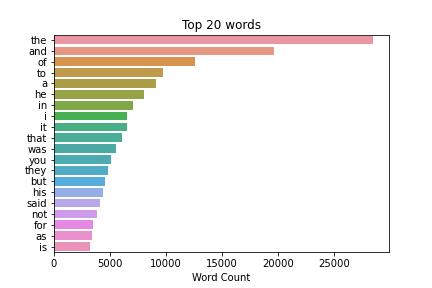 Top 20 words
the
and
of
to
a
he
in
i
it
that
was
you
they
but
his
said
not
for
as
is
0 5000 10000 15000 20000 25000
Word Count